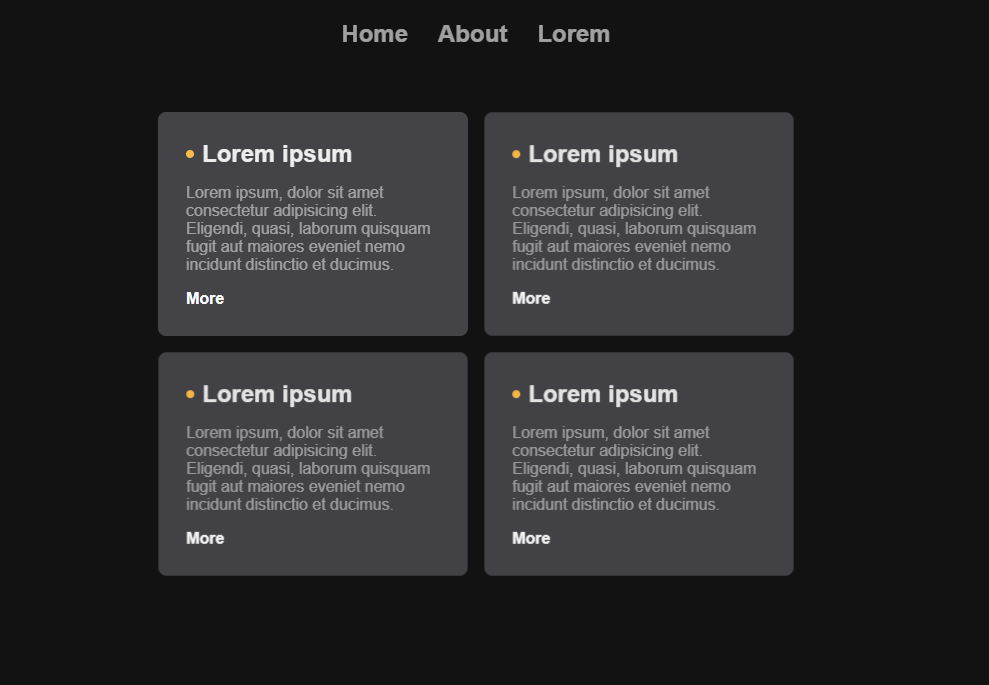 Home About Lorem
Lorem ipsum
Lorem ipsum, dolor sit amet
consectetur adipisicing elit.
Eligendi, quasi, laborum quisquam
fugit aut maiores eveniet nemo
incidunt distinctio et ducimus.
More
Lorem ipsum
Lorem ipsum, dolor sit amet
consectetur adipisicing elit.
Eligendi, quasi, laborum quisquam
fugit aut maiores eveniet nemo
incidunt distinctio et ducimus.
More
Lorem ipsum
Lorem ipsum, dolor sit amet
consectetur adipisicing elit.
Eligendi, quasi, laborum quisquam
fugit aut maiores eveniet nemo
incidunt distinctio et ducimus.
More
Lorem ipsum
Lorem ipsum, dolor sit amet
consectetur adipisicing elit.
Eligendi, quasi, laborum quisquam
fugit aut maiores eveniet nemo
incidunt distinctio et ducimus.
More